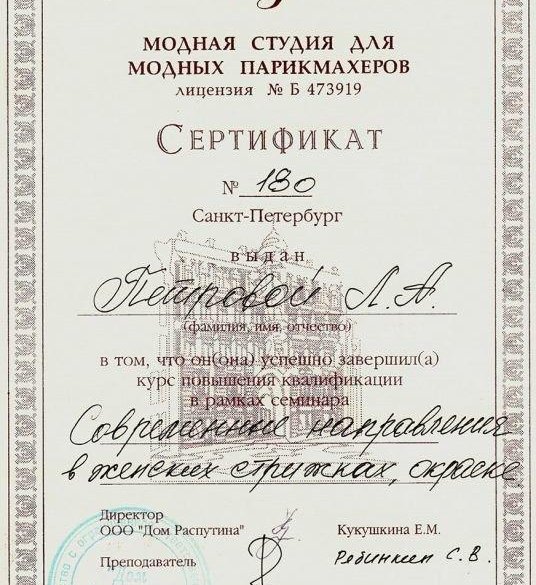 МОДНАЯ СТУДИЯ ДЛЯ
МОДНЫХ ПАРИКМАХЕРОВ
лицензия № Б 473919
СЕРТИФИКАТ
№ 130
Санкт-Петербург
выдан
Петровой Л.А.
(фамилия, имя, отчество)
в том, что он(она) успешно завершил(а)
курс повышения квалификации
в рамках семинара
Современные направления
в женских стрижках, окраске
Директор
ООО "Дом Распутина" Кукушкина Е.М.
Преподаватель С.В.